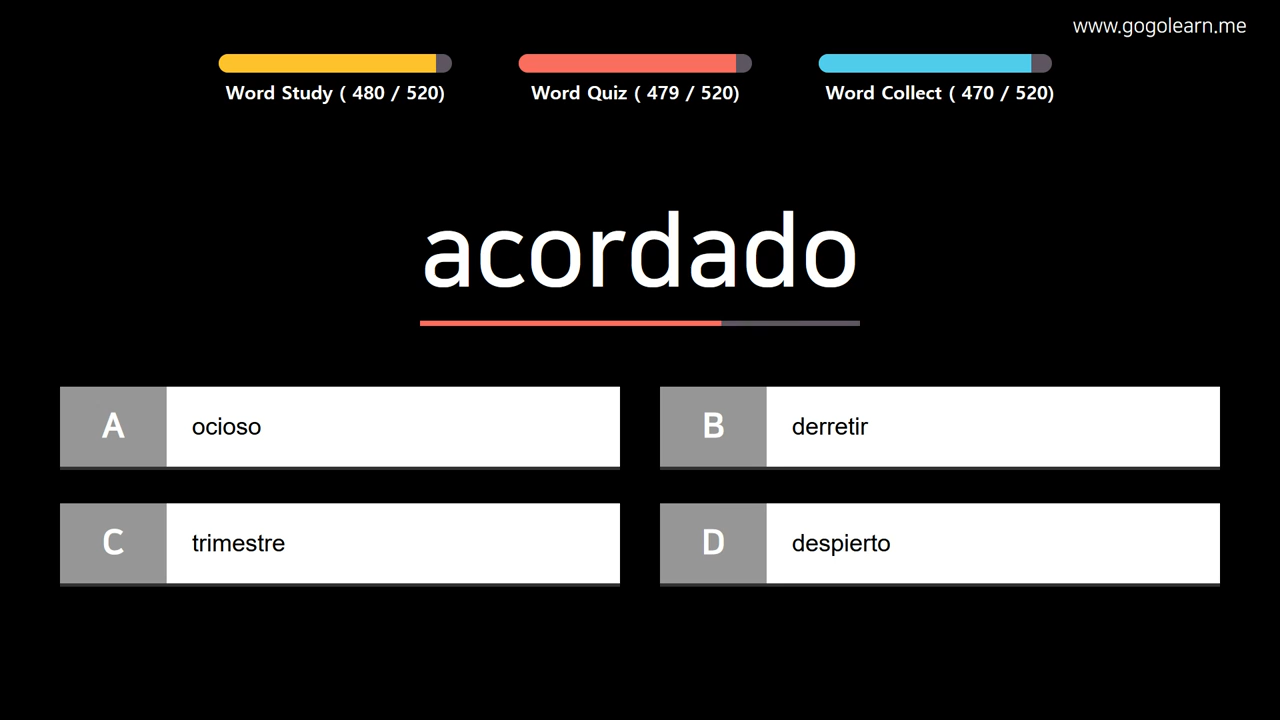 www.gogolearn.me
Word Study ( 480 / 520)
Word Quiz ( 479 / 520)
Word Collect ( 470 / 520)
acordado
A ocioso
B derretir
C trimestre
D despierto